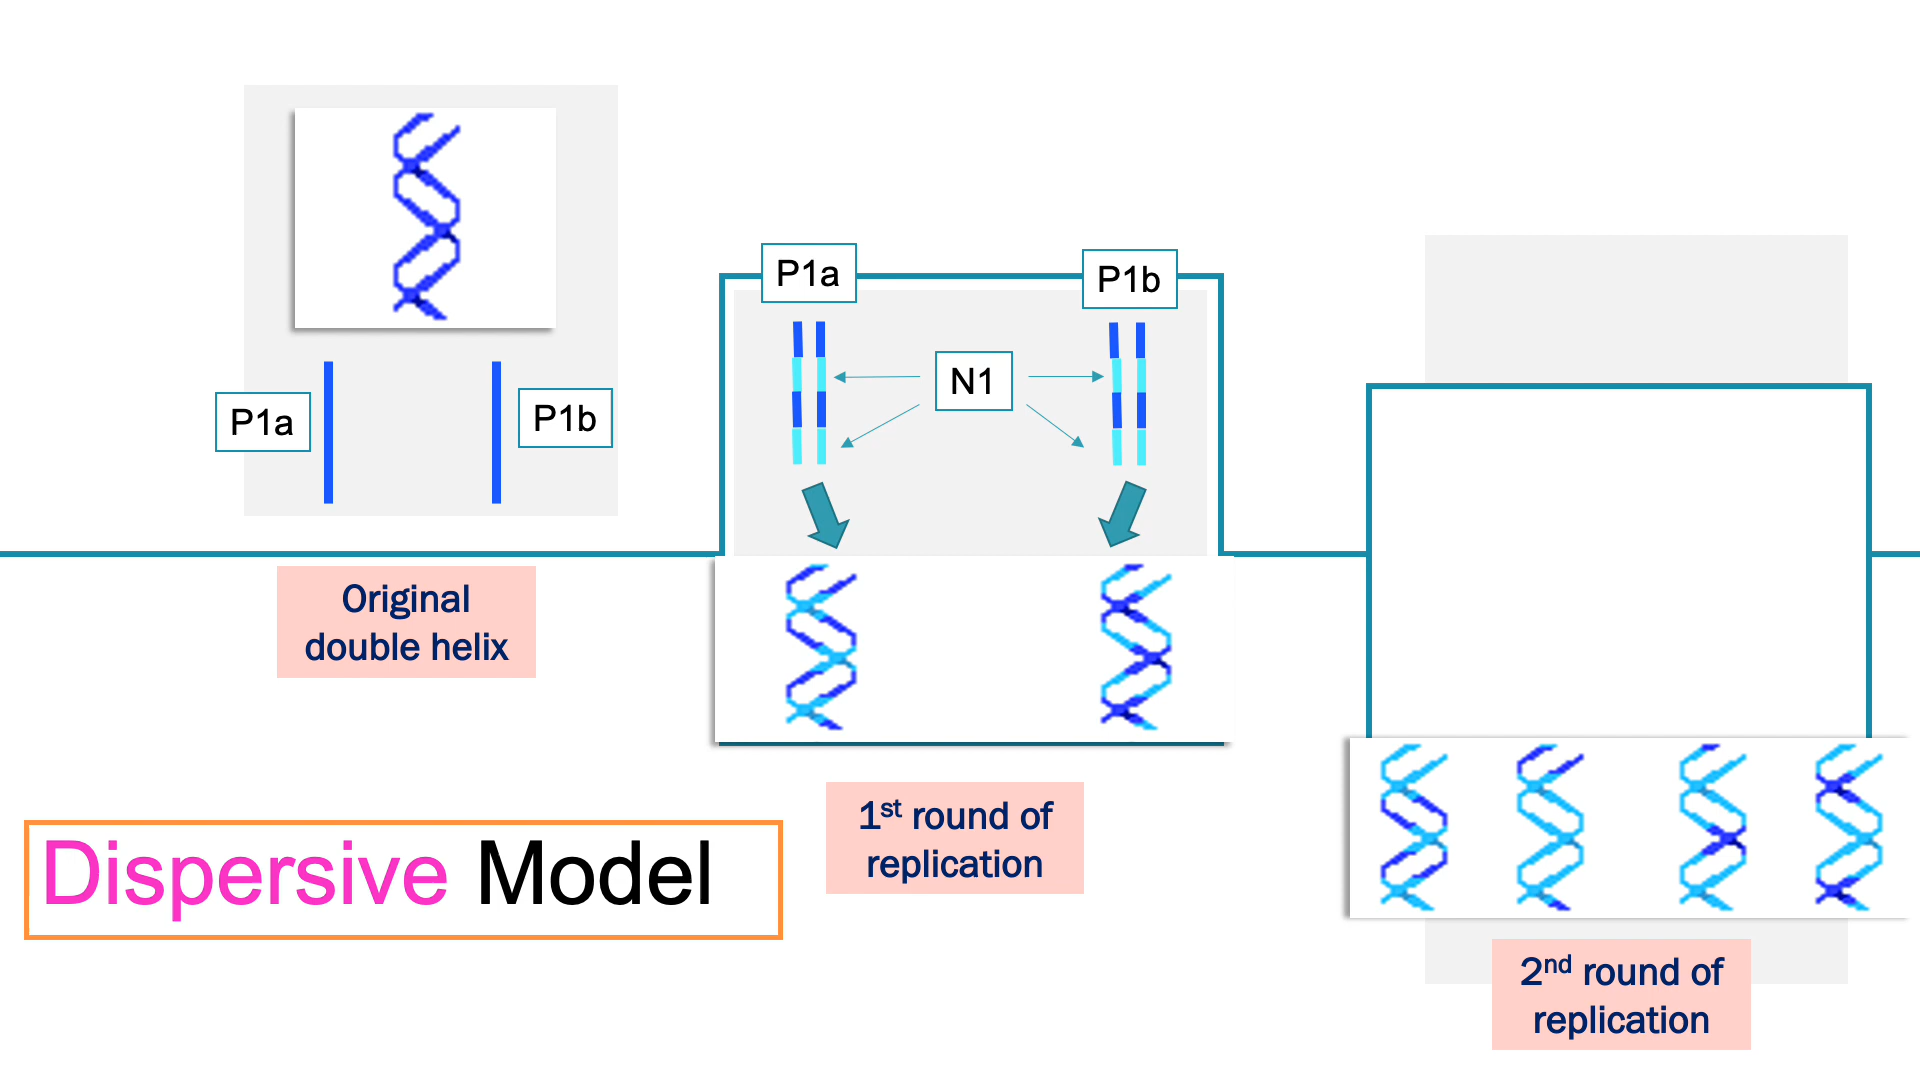 P1a
P1b
Original
double helix
P1a
P1b
N1
1st round of
replication
2nd round of
replication
Dispersive Model